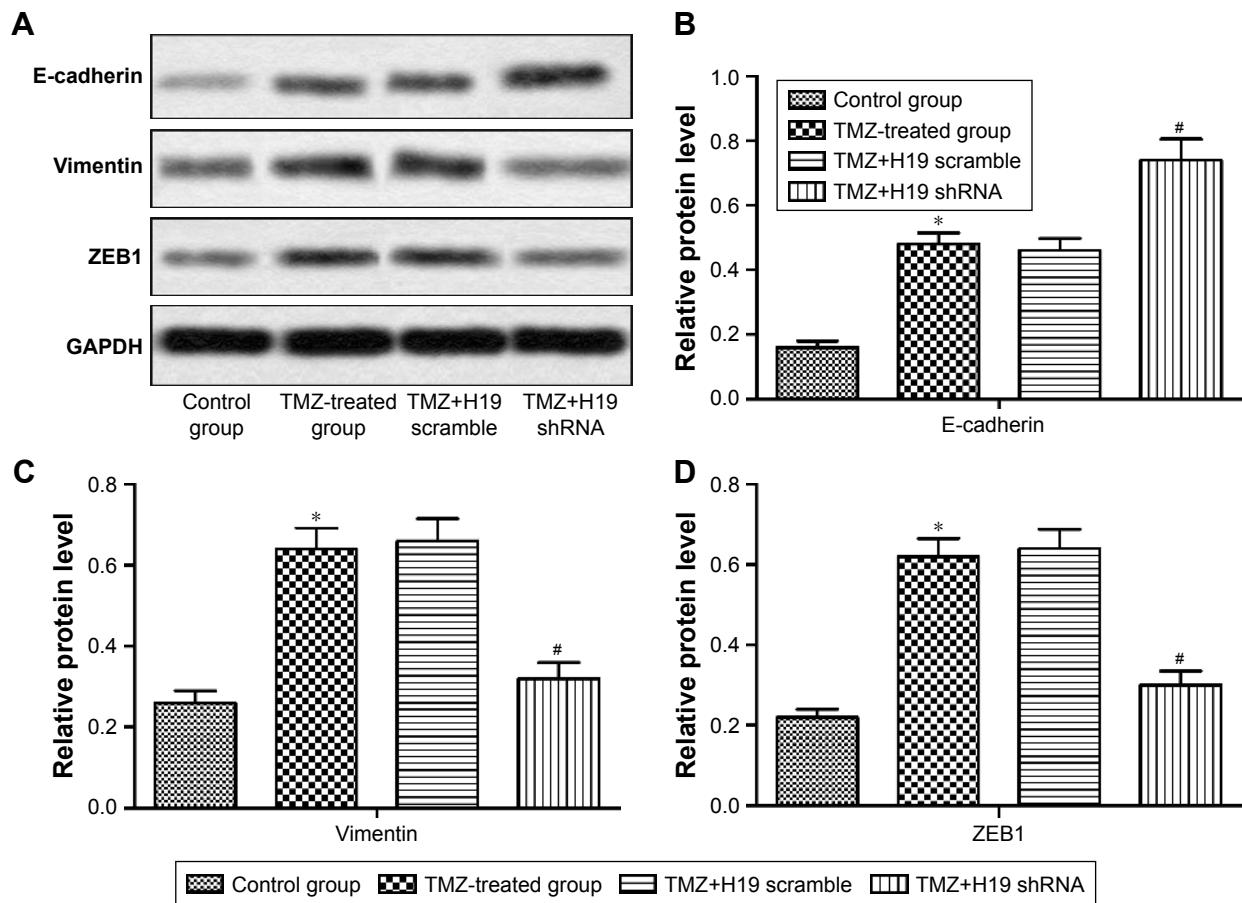 A
E-cadherin
Vimentin
ZEB1
GAPDH
Control
group
TMZ-treated
group
TMZ+H19
scramble
TMZ+H19
shRNA
B
Relative protein level
1.0
0.8
0.6
0.4
0.2
0.0
Control group
TMZ-treated group
TMZ+H19 scramble
TMZ+H19 shRNA
*
#
E-cadherin
C
Relative protein level
0.8
0.6
0.4
0.2
0.0
*
#
Vimentin
D
Relative protein level
0.8
0.6
0.4
0.2
0.0
*
#
ZEB1
Control group TMZ-treated group TMZ+H19 scramble TMZ+H19 shRNA